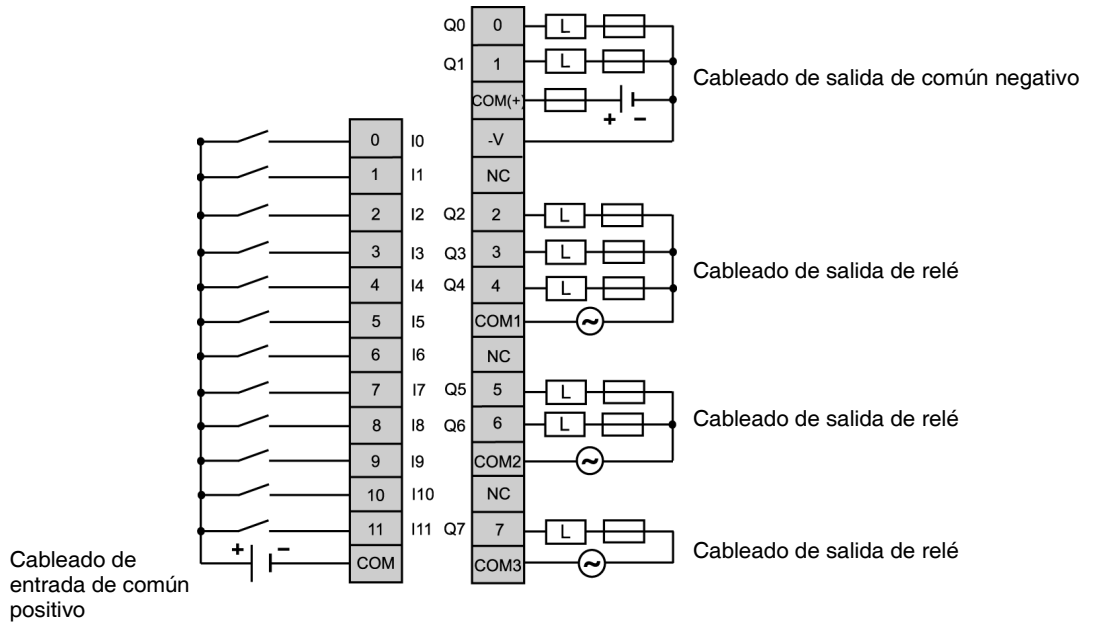 Q0 0 L
Q1 1 L
Cableado de salida de común negativo
COM(+)
+ −
0 I0 -V
1 I1 NC
2 I2 Q2 2 L
3 I3 Q3 3 L
Cableado de salida de relé
4 I4 Q4 4 L
5 I5 COM1 ~
6 I6 NC
7 I7 Q5 5 L
8 I8 Q6 6 L
Cableado de salida de relé
9 I9 COM2 ~
10 I10 NC
11 I11 Q7 7 L
+ −
COM COM3 ~
Cableado de salida de relé
Cableado de
entrada de común
positivo